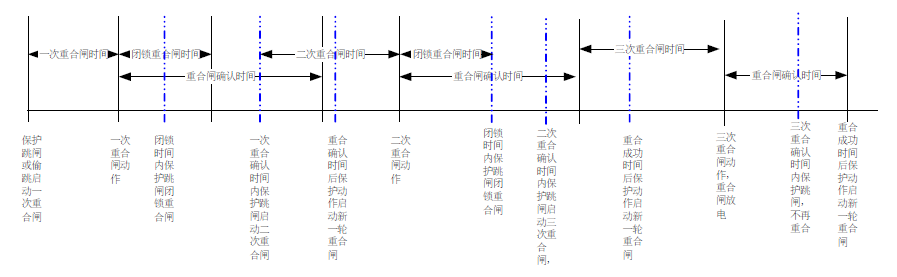 一次重合闸时间
闭锁重合闸时间
二次重合闸时间
闭锁重合闸时间
三次重合闸时间
重合闸确认时间
重合闸确认时间
重合闸确认时间
保护
跳闸
或偷
跳启
动一
次重
合闸
一次
重合
闸动
作
闭锁
时间
内保
护跳
闸闭
锁重
合闸
一次
重合
确认
时间
内保
护跳
闸启
动二
次重
合闸
重合
确认
时间
后保
护动
作启
动新
一轮
重合
闸
二次
重合
闸动
作
闭锁
时间
内保
护跳
闸闭
锁重
合闸
二次
重合
确认
时间
内保
护跳
闸启
动三
次重
合
闸，
重合
成功
时间
后保
护动
作启
动新
一轮
重合
闸
三次
重合
闸动
作，
重合
闸放
电
三次
重合
确认
时间
内保
护跳
闸，
不再
重合
重合
成功
时间
后保
护动
作启
动新
一轮
重合
闸